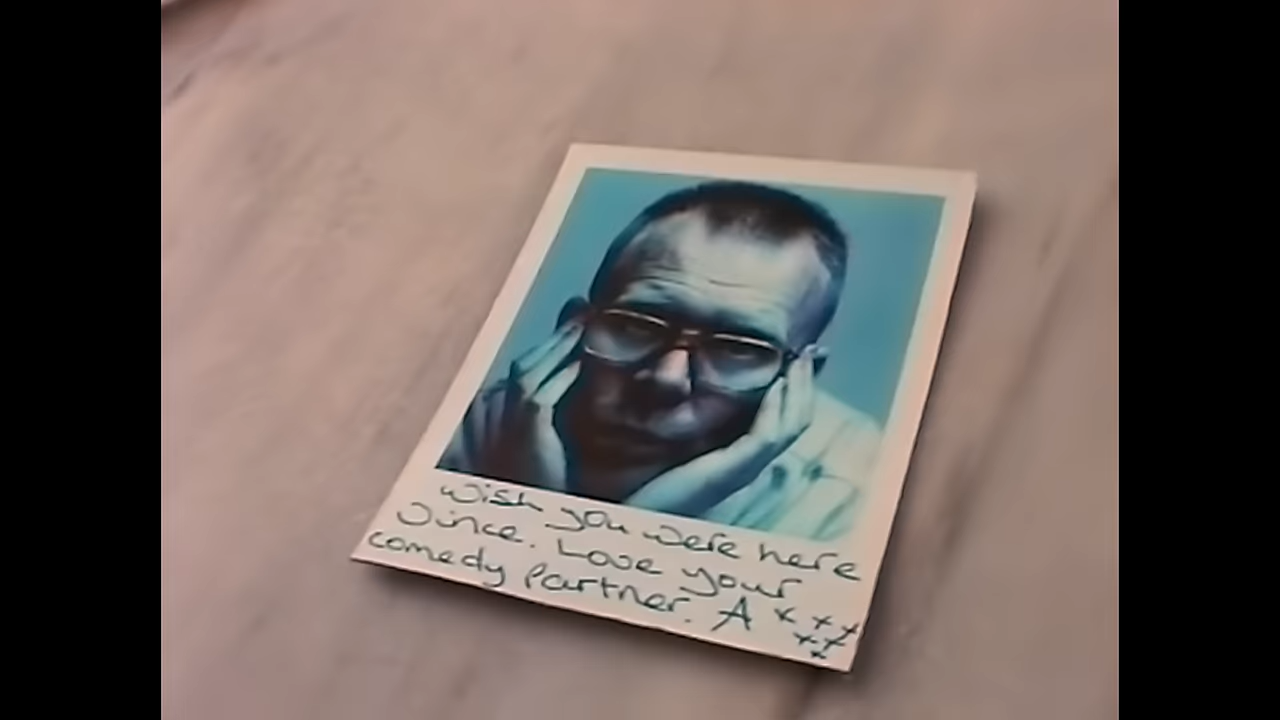 Wish you were here
Vince. Love your
comedy partner. A x x x
x x
x